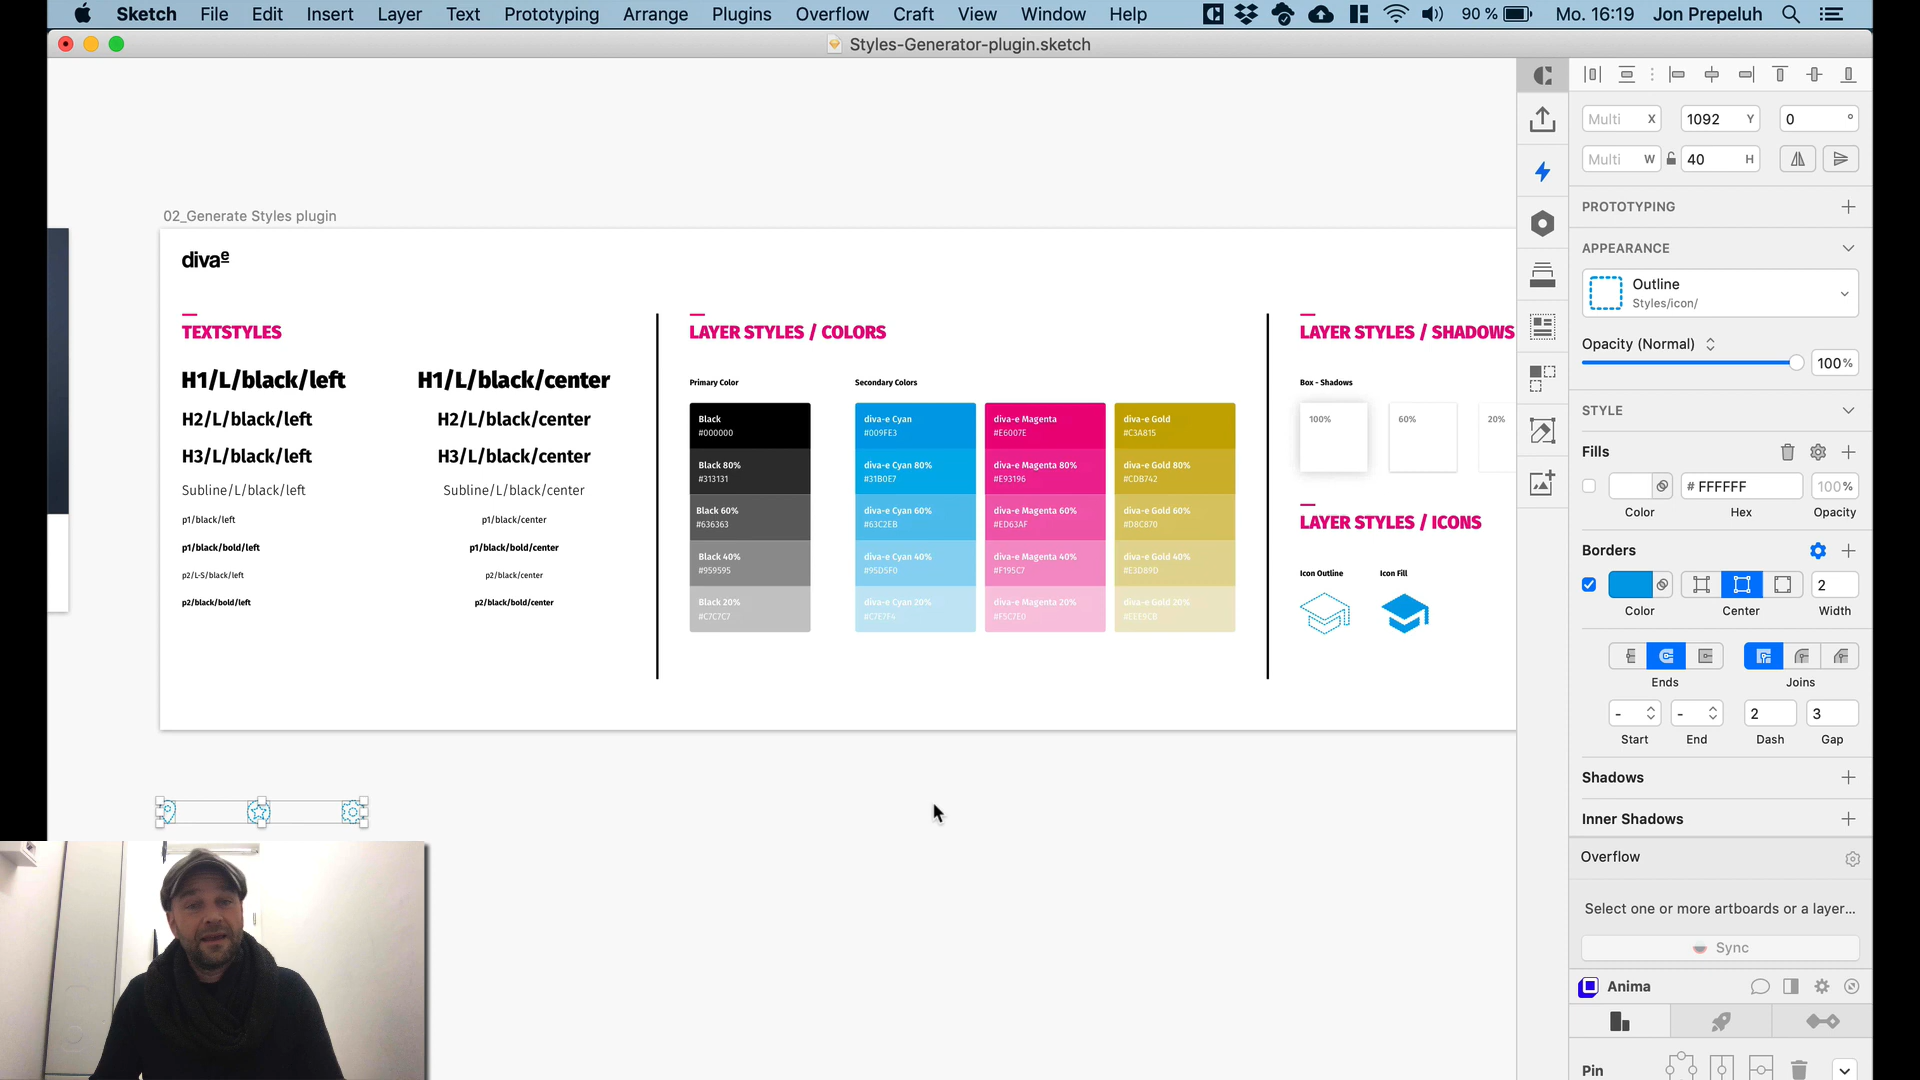 Sketch File Edit Insert Layer Text Prototyping Arrange Plugins Overflow Craft View Window Help 90 % Mo. 16:19 Jon Prepeluh
Styles-Generator-plugin.sketch
Multi X 1092 Y 0 °
Multi W 40 H
PROTOTYPING
APPEARANCE
Outline
Styles/icon/
Opacity (Normal) 100%
STYLE
Fills
# FFFFFF 100%
Color Hex Opacity
Borders
2
Color Center Width
Ends Joins
- - 2 3
Start End Dash Gap
Shadows
Inner Shadows
Overflow
Select one or more artboards or a layer...
Sync
Anima
Pin
02_Generate Styles plugin
divae
TEXTSTYLES
H1/L/black/left H1/L/black/center
H2/L/black/left H2/L/black/center
H3/L/black/left H3/L/black/center
Subline/L/black/left Subline/L/black/center
p1/black/left p1/black/center
p1/black/bold/left p1/black/bold/center
p2/L-S/black/left p2/black/center
p2/black/bold/left p2/black/bold/center
LAYER STYLES / COLORS
Primary Color Secondary Colors
Black
#000000
Black 80%
#313131
Black 60%
#636363
Black 40%
#959595
Black 20%
#C7C7C7
diva-e Cyan
#009FE3
diva-e Cyan 80%
#31B0E7
diva-e Cyan 60%
#63C2EB
diva-e Cyan 40%
#95D5F0
diva-e Cyan 20%
#C7E7F4
diva-e Magenta
#E6007E
diva-e Magenta 80%
#E93196
diva-e Magenta 60%
#ED63AF
diva-e Magenta 40%
#F195C7
diva-e Magenta 20%
#F5C7E0
diva-e Gold
#C3A815
diva-e Gold 80%
#CDB742
diva-e Gold 60%
#D8C870
diva-e Gold 40%
#E3D89D
diva-e Gold 20%
#EEE9CB
LAYER STYLES / SHADOWS
Box - Shadows
100% 60% 20%
LAYER STYLES / ICONS
Icon Outline Icon Fill